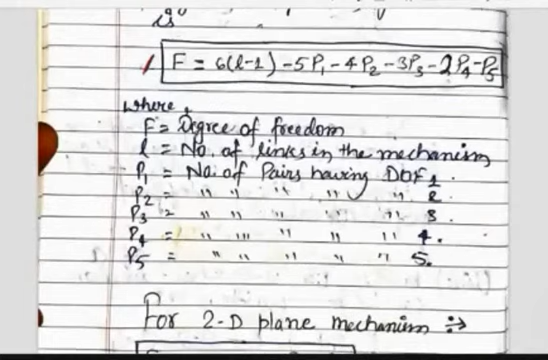 is
F = 6(l-1) - 5P₁ - 4P₂ - 3P₃ - 2P₄ - P₅
where,
F = Degree of freedom
l = No. of links in the mechanism
P₁ = No. of Pairs having DOF 1.
P₂ = " " " " " 2.
P₃ = " " " " " 3.
P₄ = " " " " " 4.
P₅ = " " " " " 5.
For 2-D plane mechanism :→